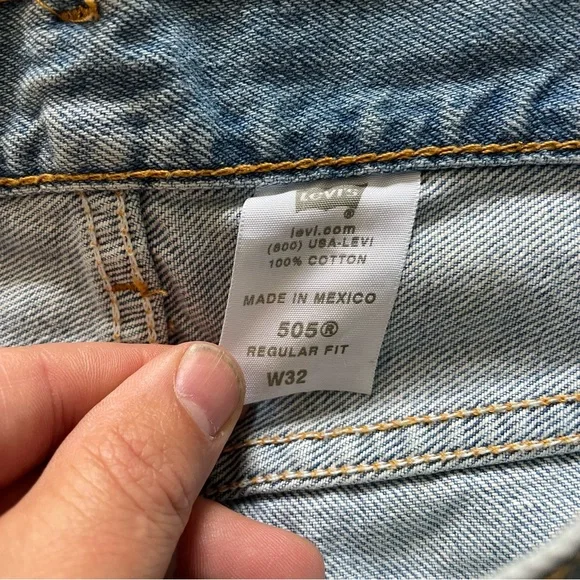 Levi's
®
levi.com
(800) USA-LEVI
100% COTTON
MADE IN MEXICO
505®
REGULAR FIT
W32